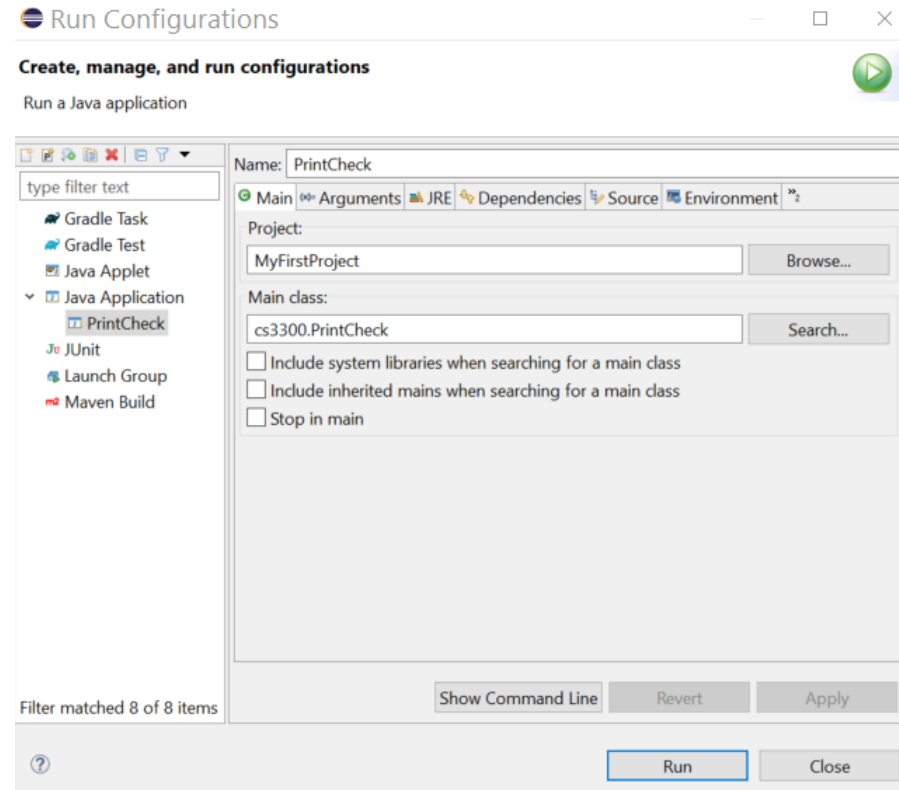 Run Configurations
Create, manage, and run configurations
Run a Java application
type filter text
Gradle Task
Gradle Test
Java Applet
Java Application
PrintCheck
Ju JUnit
Launch Group
m2 Maven Build
Filter matched 8 of 8 items
Name: PrintCheck
Main (x)= Arguments JRE Dependencies Source Environment »2
Project:
MyFirstProject Browse...
Main class:
cs3300.PrintCheck Search...
Include system libraries when searching for a main class
Include inherited mains when searching for a main class
Stop in main
Show Command Line Revert Apply
? Run Close